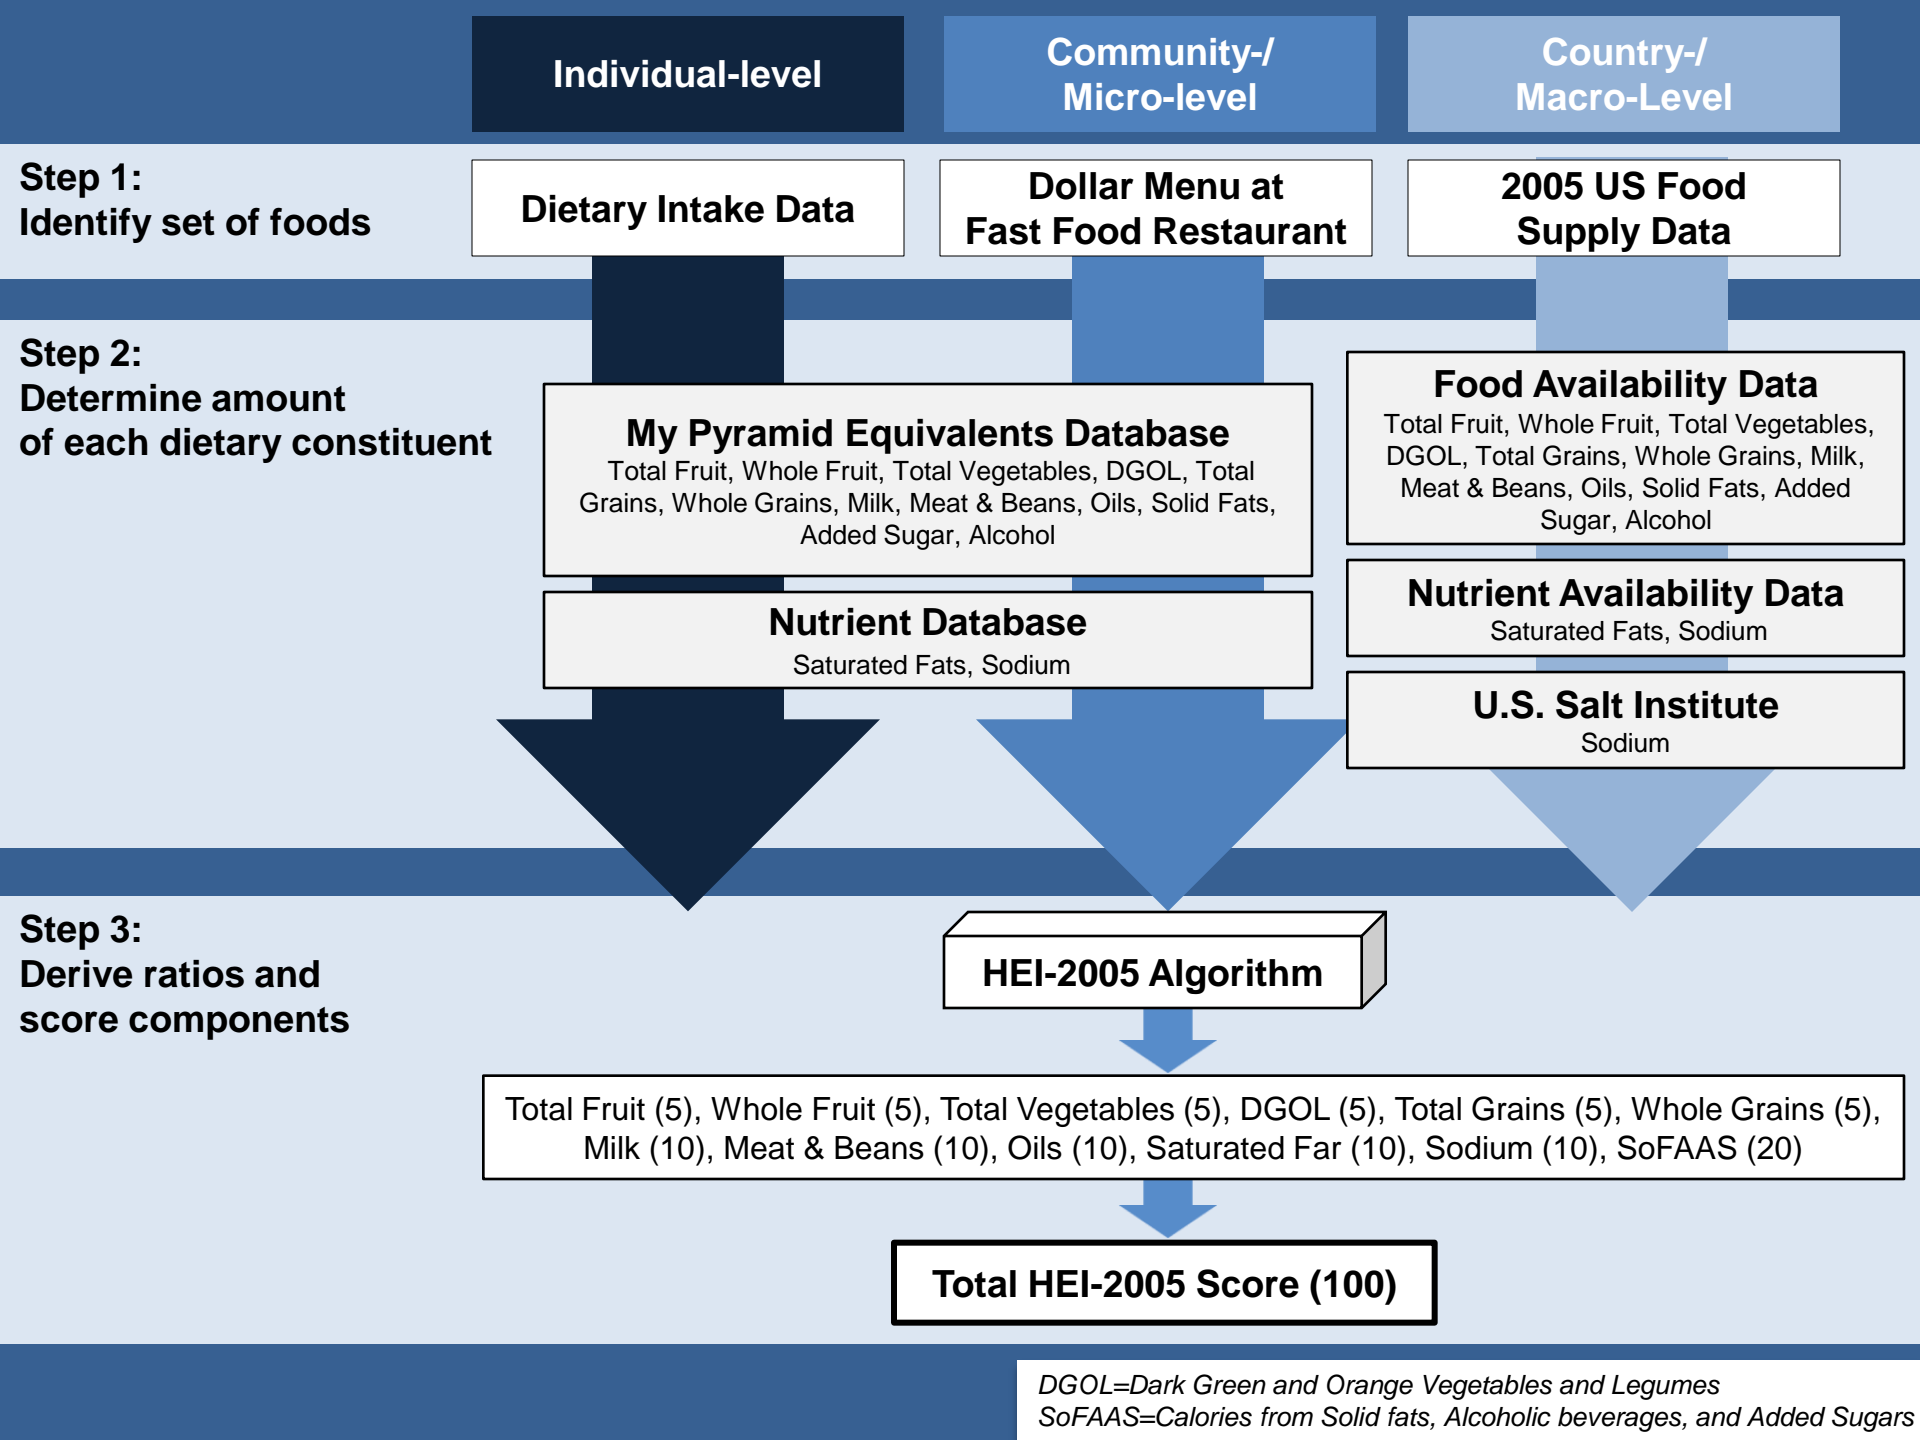 Individual-level
Community-/
Micro-level
Country-/
Macro-Level
Step 1:
Identify set of foods
Dietary Intake Data
Dollar Menu at
Fast Food Restaurant
2005 US Food
Supply Data
Step 2:
Determine amount
of each dietary constituent
My Pyramid Equivalents Database
Total Fruit, Whole Fruit, Total Vegetables, DGOL, Total
Grains, Whole Grains, Milk, Meat & Beans, Oils, Solid Fats,
Added Sugar, Alcohol
Nutrient Database
Saturated Fats, Sodium
Food Availability Data
Total Fruit, Whole Fruit, Total Vegetables,
DGOL, Total Grains, Whole Grains, Milk,
Meat & Beans, Oils, Solid Fats, Added
Sugar, Alcohol
Nutrient Availability Data
Saturated Fats, Sodium
U.S. Salt Institute
Sodium
Step 3:
Derive ratios and
score components
HEI-2005 Algorithm
Total Fruit (5), Whole Fruit (5), Total Vegetables (5), DGOL (5), Total Grains (5), Whole Grains (5),
Milk (10), Meat & Beans (10), Oils (10), Saturated Far (10), Sodium (10), SoFAAS (20)
Total HEI-2005 Score (100)
DGOL=Dark Green and Orange Vegetables and Legumes
SoFAAS=Calories from Solid fats, Alcoholic beverages, and Added Sugars